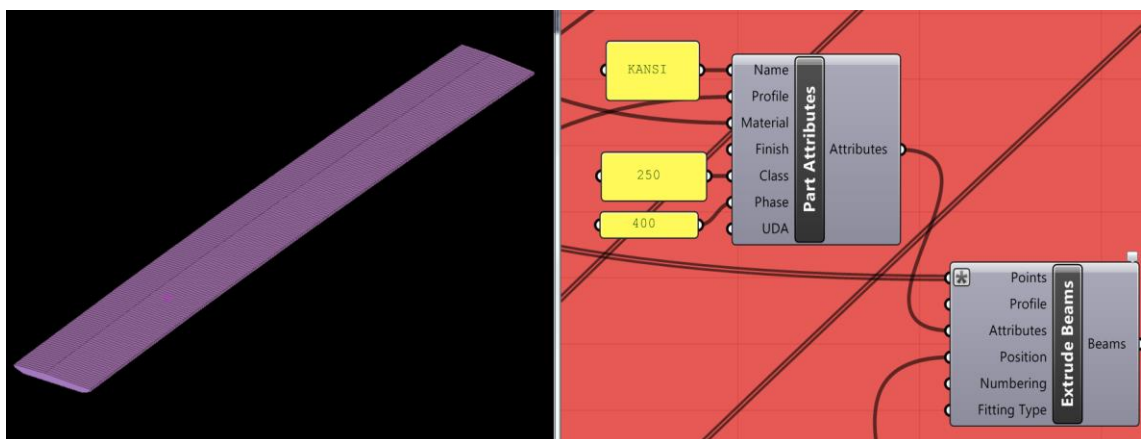 KANSI
250
400
Name
Profile
Material
Finish
Class
Phase
UDA
Part Attributes
Attributes
Points
Profile
Attributes
Position
Numbering
Fitting Type
Extrude Beams
Beams